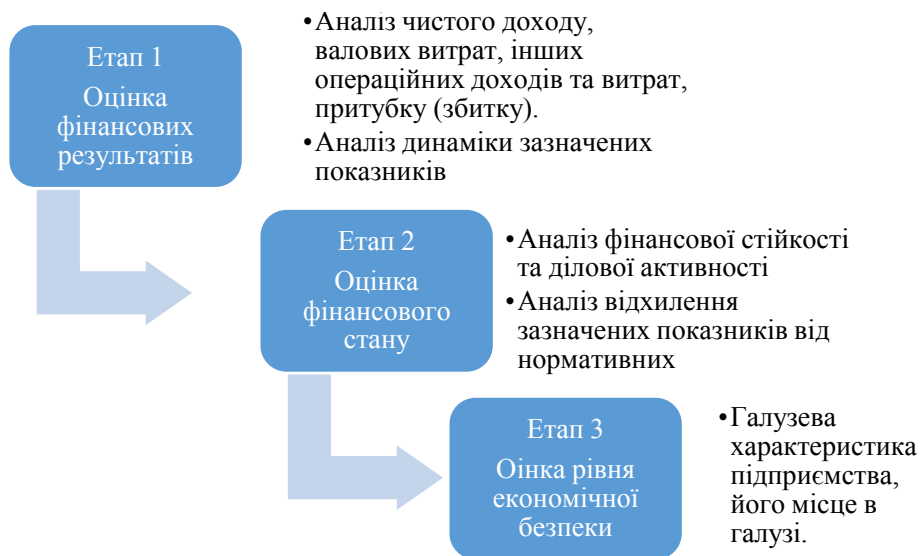 Етап 1
Оцінка
фінансових
результатів
•Аналіз чистого доходу,
валових витрат, інших
операційних доходів та витрат,
притубку (збитку).
•Аналіз динаміки зазначених
показників
Етап 2
Оцінка
фінансового
стану
•Аналіз фінансової стійкості
та ділової активності
•Аналіз відхилення
зазначених показників від
нормативних
Етап 3
Оінка рівня
економічної
безпеки
•Галузева
характеристика
підприємства,
його місце в
галузі.